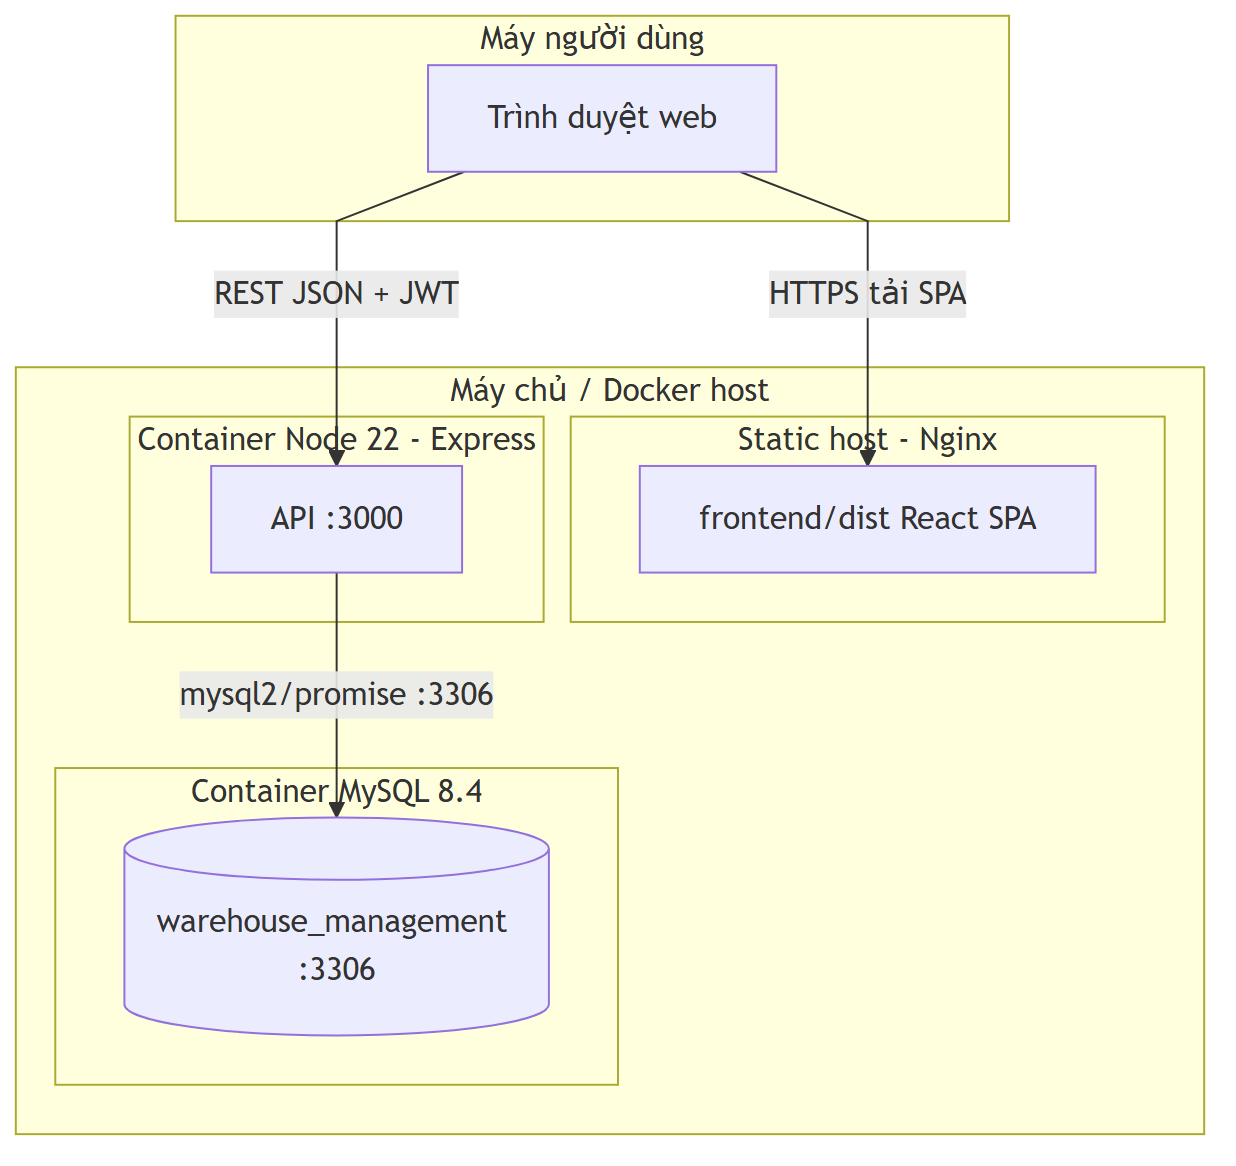 Máy người dùng
Trình duyệt web
REST JSON + JWT
HTTPS tải SPA
Máy chủ / Docker host
Container Node 22 - Express
Static host - Nginx
API :3000
frontend/dist React SPA
mysql2/promise :3306
Container MySQL 8.4
warehouse_management
:3306